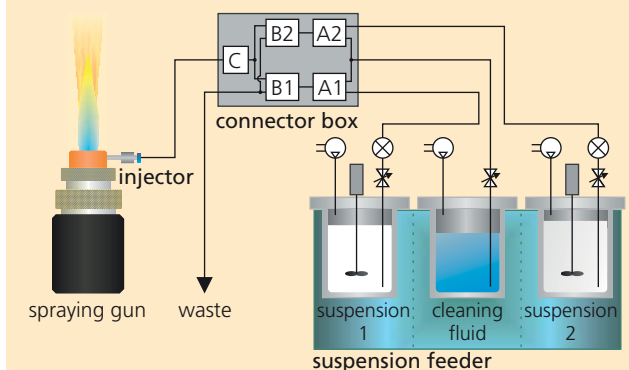 B2 A2
C
B1 A1
connector box
injector
spraying gun
waste
suspension
1
cleaning
fluid
suspension
2
suspension feeder